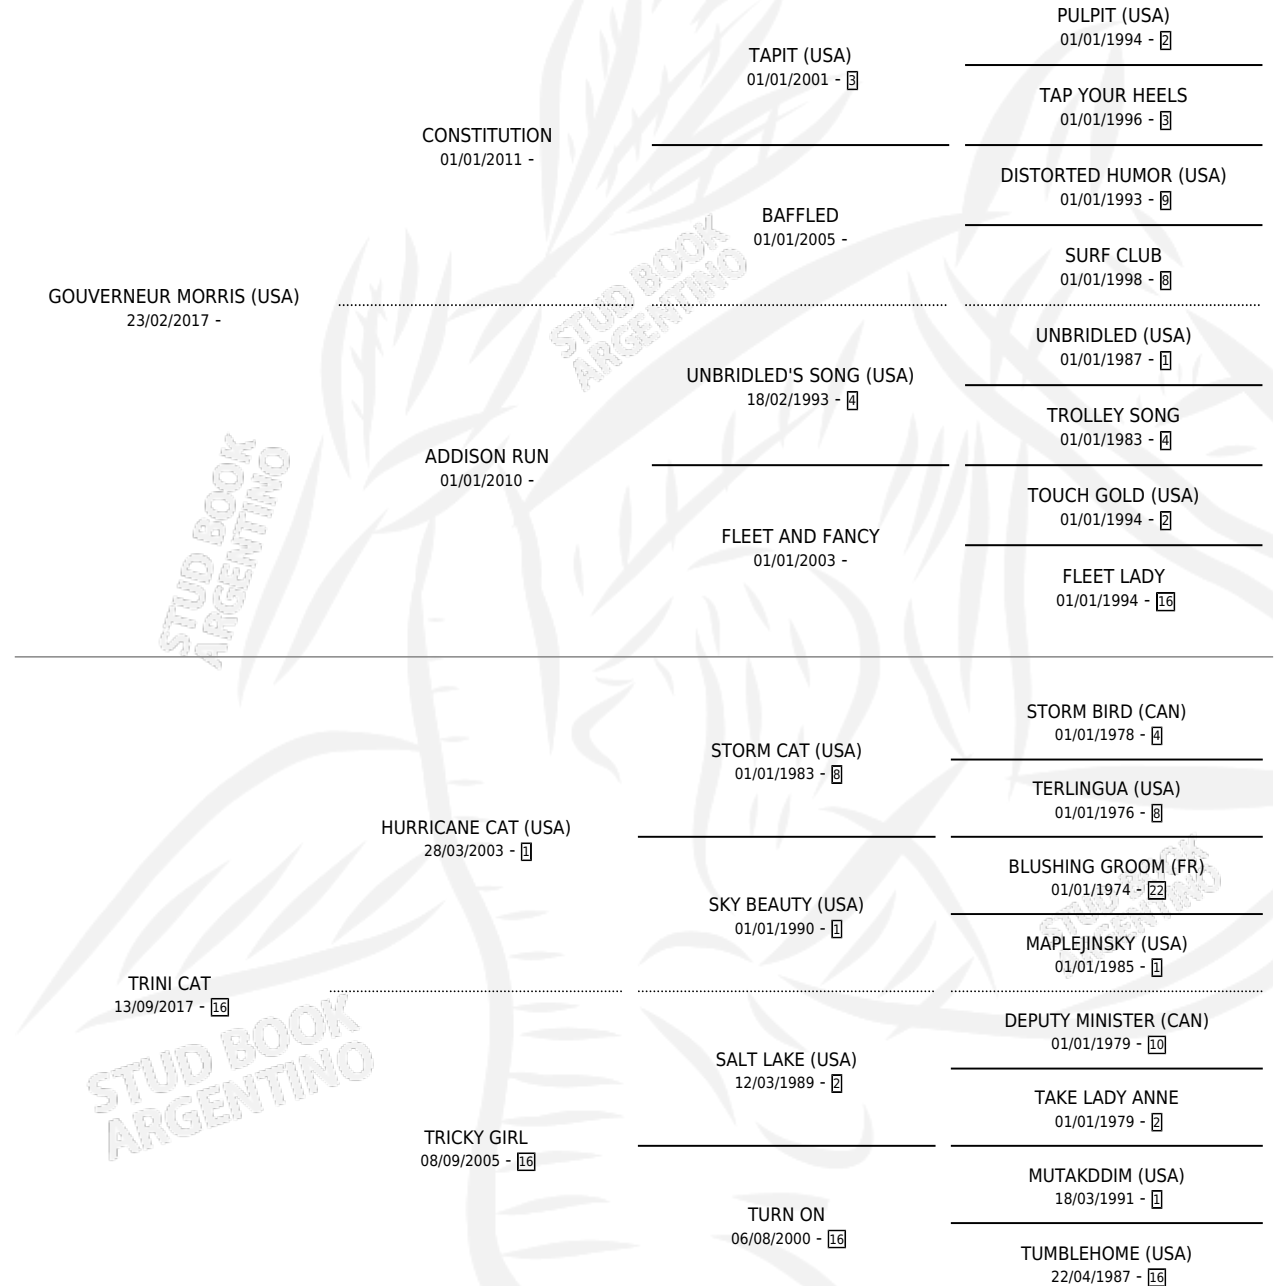 PULPIT (USA)
01/01/1994 - 2
TAPIT (USA)
01/01/2001 - 3
TAP YOUR HEELS
01/01/1996 - 3
CONSTITUTION
01/01/2011 -
DISTORTED HUMOR (USA)
01/01/1993 - 9
BAFFLED
01/01/2005 -
SURF CLUB
01/01/1998 - 8
GOUVERNEUR MORRIS (USA)
23/02/2017 -
UNBRIDLED (USA)
01/01/1987 - 1
UNBRIDLED'S SONG (USA)
18/02/1993 - 4
TROLLEY SONG
01/01/1983 - 4
ADDISON RUN
01/01/2010 -
TOUCH GOLD (USA)
01/01/1994 - 2
FLEET AND FANCY
01/01/2003 -
FLEET LADY
01/01/1994 - 16
STORM BIRD (CAN)
01/01/1978 - 4
STORM CAT (USA)
01/01/1983 - 8
TERLINGUA (USA)
01/01/1976 - 8
HURRICANE CAT (USA)
28/03/2003 - 1
BLUSHING GROOM (FR)
01/01/1974 - 22
SKY BEAUTY (USA)
01/01/1990 - 1
MAPLEJINSKY (USA)
01/01/1985 - 1
TRINI CAT
13/09/2017 - 16
DEPUTY MINISTER (CAN)
01/01/1979 - 10
SALT LAKE (USA)
12/03/1989 - 2
TAKE LADY ANNE
01/01/1979 - 2
TRICKY GIRL
08/09/2005 - 16
MUTAKDDIM (USA)
18/03/1991 - 1
TURN ON
06/08/2000 - 16
TUMBLEHOME (USA)
22/04/1987 - 16
STUD BOOK
ARGENTINO
STUD BOOK
ARGENTINO
STUD BOOK
ARGENTINO
STUD BOOK
ARGENTINO